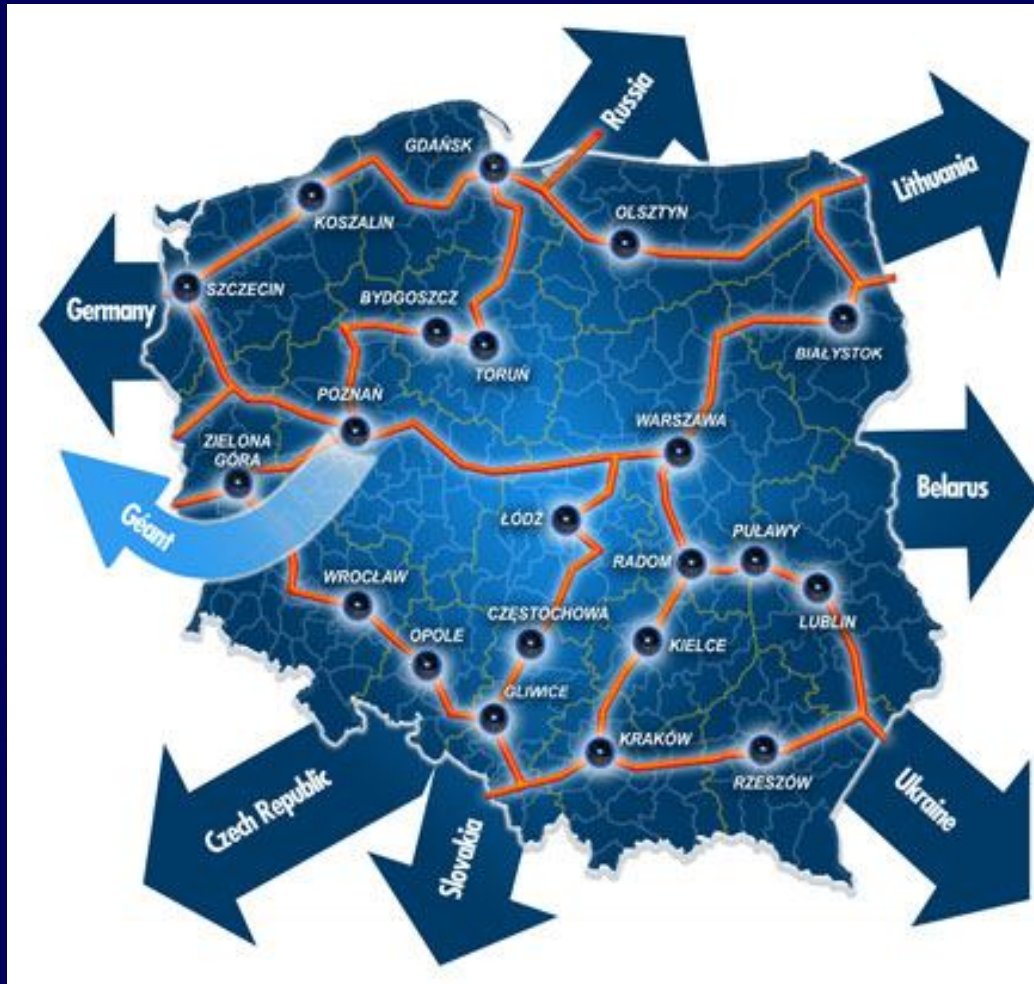 Russia
GDAŃSK
Lithuania
KOSZALIN
OLSZTYN
SZCZECIN
BYDGOSZCZ
Germany
TORUŃ
BIAŁYSTOK
POZNAŃ
WARSZAWA
ZIELONA
GÓRA
Belarus
Géant
ŁÓDŹ
PUŁAWY
RADOM
WROCŁAW
CZĘSTOCHOWA
LUBLIN
OPOLE
KIELCE
GLIWICE
KRAKÓW
RZESZÓW
Czech Republic
Slovakia
Ukraine